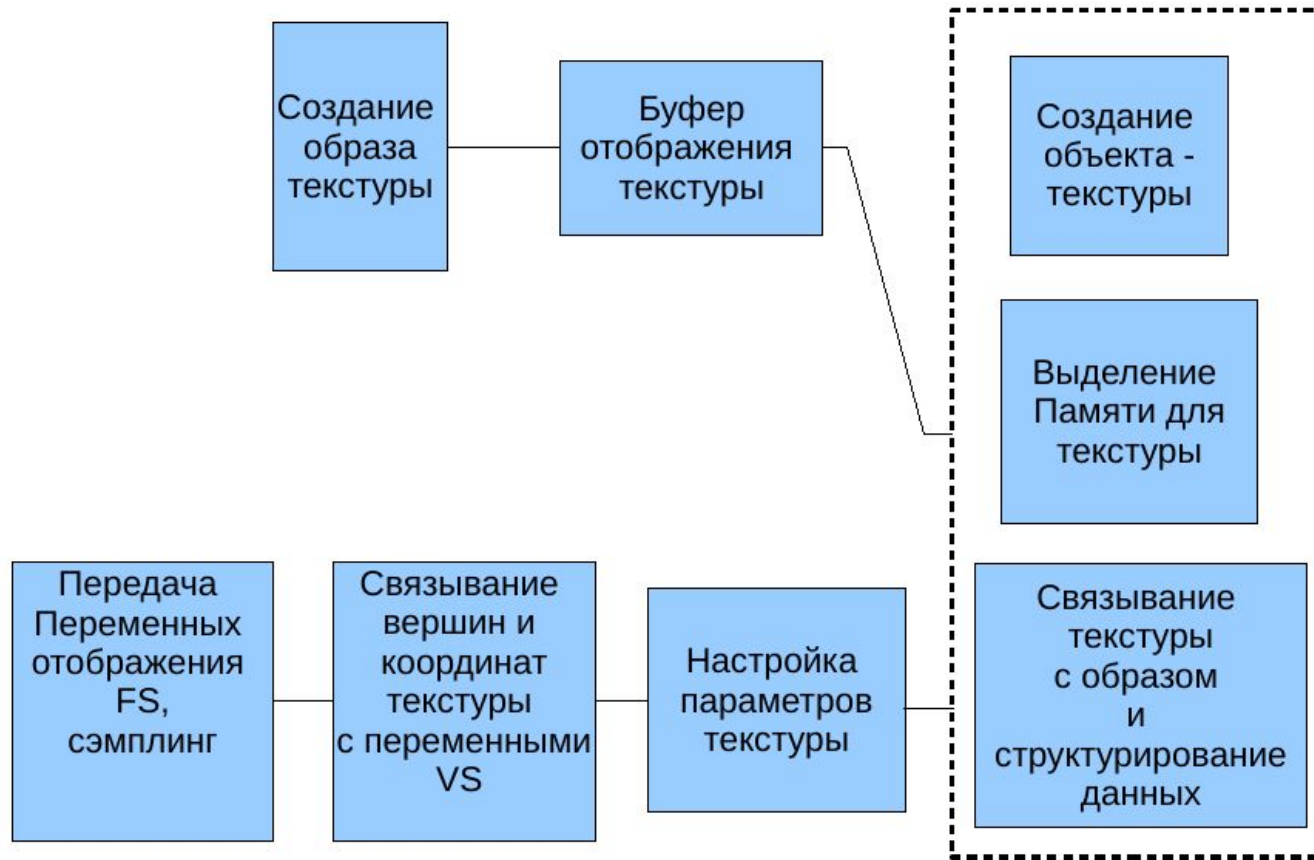 Создание
образа
текстуры
Буфер
отображения
текстуры
Создание
объекта -
текстуры
Выделение
Памяти для
текстуры
Связывание
текстуры
с образом
и
структурирование
данных
Настройка
параметров
текстуры
Связывание
вершин и
координат
текстуры
с переменными
VS
Передача
Переменных
отображения
FS,
сэмплинг